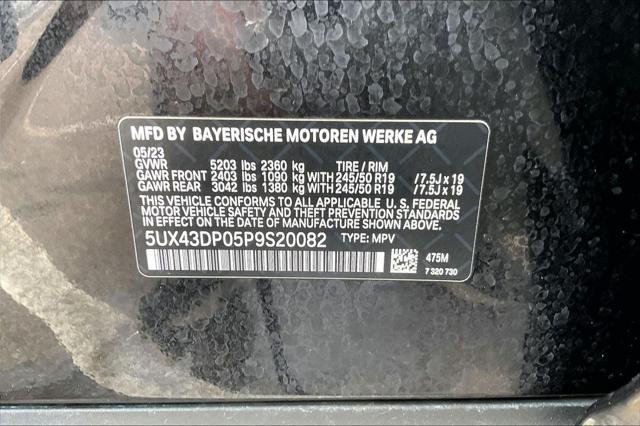 MFD BY BAYERISCHE MOTOREN WERKE AG
05/23
GVWR 5203 lbs 2360 kg TIRE / RIM
GAWR FRONT 2403 lbs 1090 kg WITH 245/50 R19 /7.5J x 19
GAWR REAR 3042 lbs 1380 kg WITH 245/50 R19 /7.5J x 19
THIS VEHICLE CONFORMS TO ALL APPLICABLE U. S. FEDERAL
MOTOR VEHICLE SAFETY AND THEFT PREVENTION STANDARDS
IN EFFECT ON THE DATE OF MANUFACTURE SHOWN ABOVE.
5UX43DP05P9S20082 TYPE: MPV
475M
7 320 730